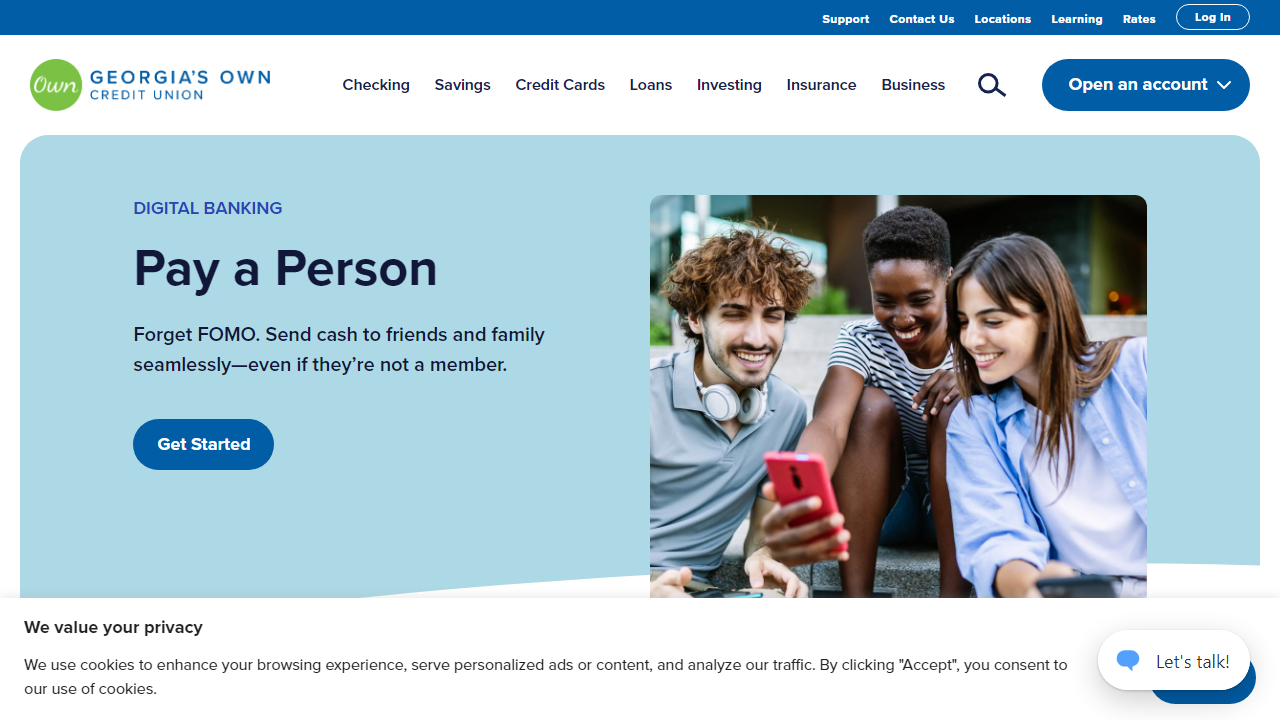 Support Contact Us Locations Learning Rates Log In
Own GEORGIA'S OWN
CREDIT UNION
Checking Savings Credit Cards Loans Investing Insurance Business Open an account
DIGITAL BANKING
Pay a Person
Forget FOMO. Send cash to friends and family
seamlessly—even if they’re not a member.
Get Started
We value your privacy
We use cookies to enhance your browsing experience, serve personalized ads or content, and analyze our traffic. By clicking "Accept", you consent to
our use of cookies.
Let's talk!